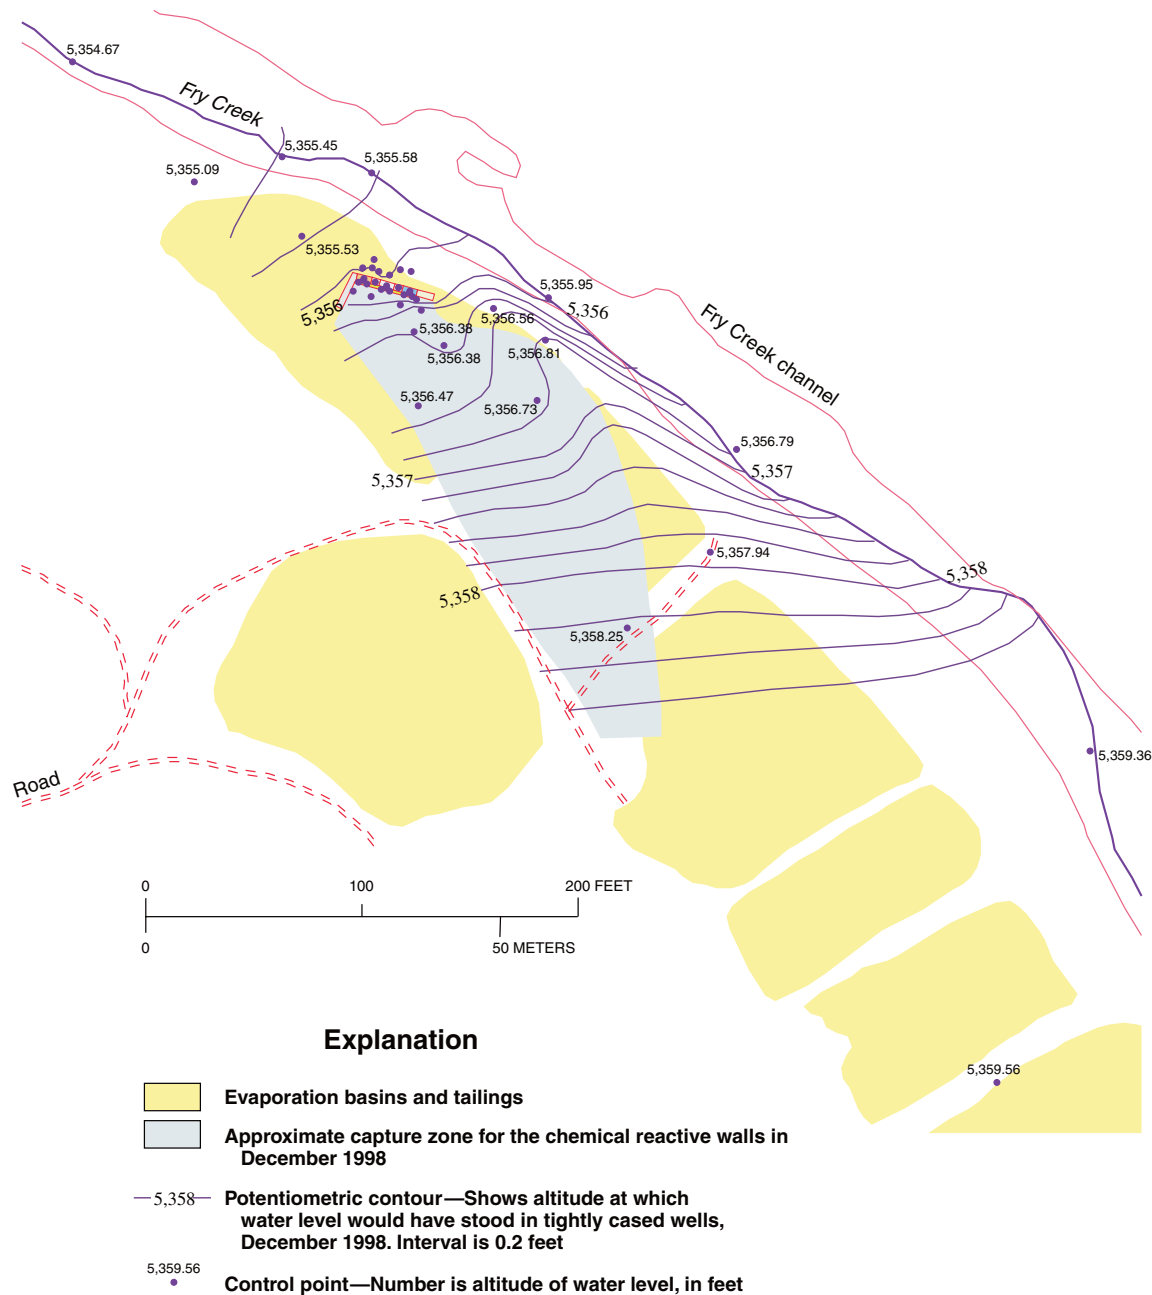 5,354.67
Fry Creek
5,355.45
5,355.58
5,355.09
5,355.53
5,355.95
5,356
5,356
5,356.56
Fry Creek channel
5,356.38
5,356.38
5,356.81
5,356.47
5,356.73
5,356.79
5,357
5,357
5,357.94
5,358
5,358
5,358.25
5,359.36
Road
0 100 200 FEET
0 50 METERS
Explanation
5,359.56
Evaporation basins and tailings
Approximate capture zone for the chemical reactive walls in
December 1998
5,358
Potentiometric contour—Shows altitude at which
water level would have stood in tightly cased wells,
December 1998. Interval is 0.2 feet
5,359.56
Control point—Number is altitude of water level, in feet